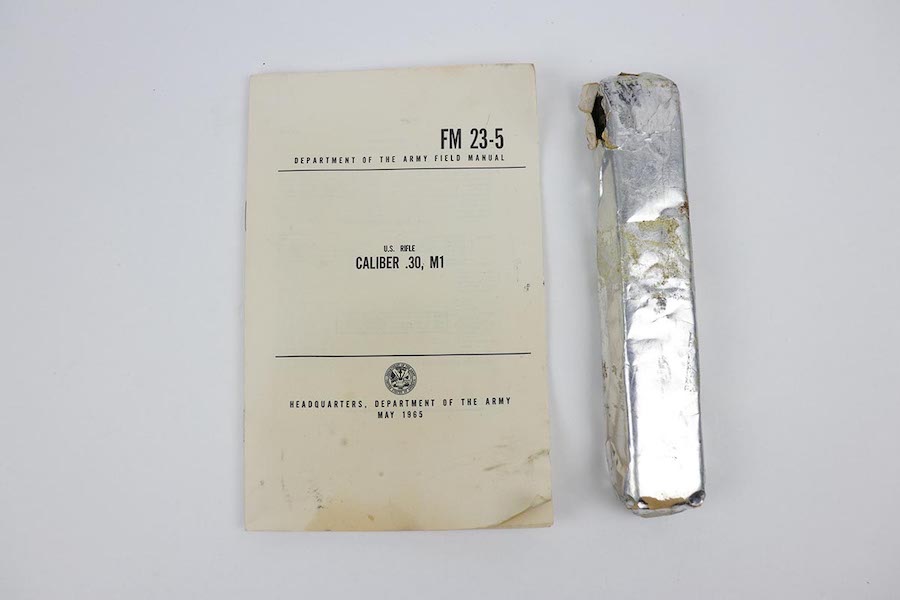 FM 23-5
DEPARTMENT OF THE ARMY FIELD MANUAL
U.S. RIFLE
CALIBER .30, M1
HEADQUARTERS, DEPARTMENT OF THE ARMY
MAY 1965